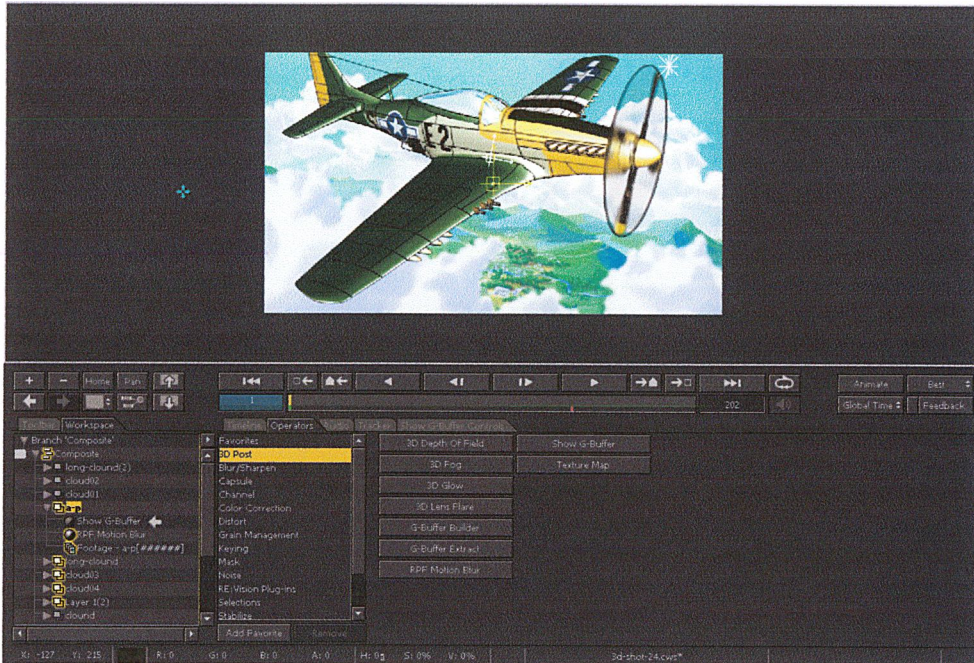 E2
+ − Home Pan
Animate Best
1 202 Global Time Feedback
Toolbar Workspace
Timeline Operators Audio Tracker Show G-Buffer Controls
Branch 'Composite'
Composite
long-clound(2)
cloud02
cloud01
a-p
Show G-Buffer
RPF Motion Blur
Footage - a-p[######]
long-clound
cloud03
cloud04
Layer 1(2)
clound
Favorites
3D Post
Blur/Sharpen
Capsule
Channel
Color Correction
Distort
Grain Management
Keying
Mask
Noise
RE:Vision Plug-ins
Selections
Stabilize
Add Favorite Remove
3D Depth Of Field Show G-Buffer
3D Fog Texture Map
3D Glow
3D Lens Flare
G-Buffer Builder
G-Buffer Extract
RPF Motion Blur
X: -127 Y: 215 R: 0 G: 0 B: 0 A: 0 H: 0 S: 0% V: 0% 3d-shot-24.cws*